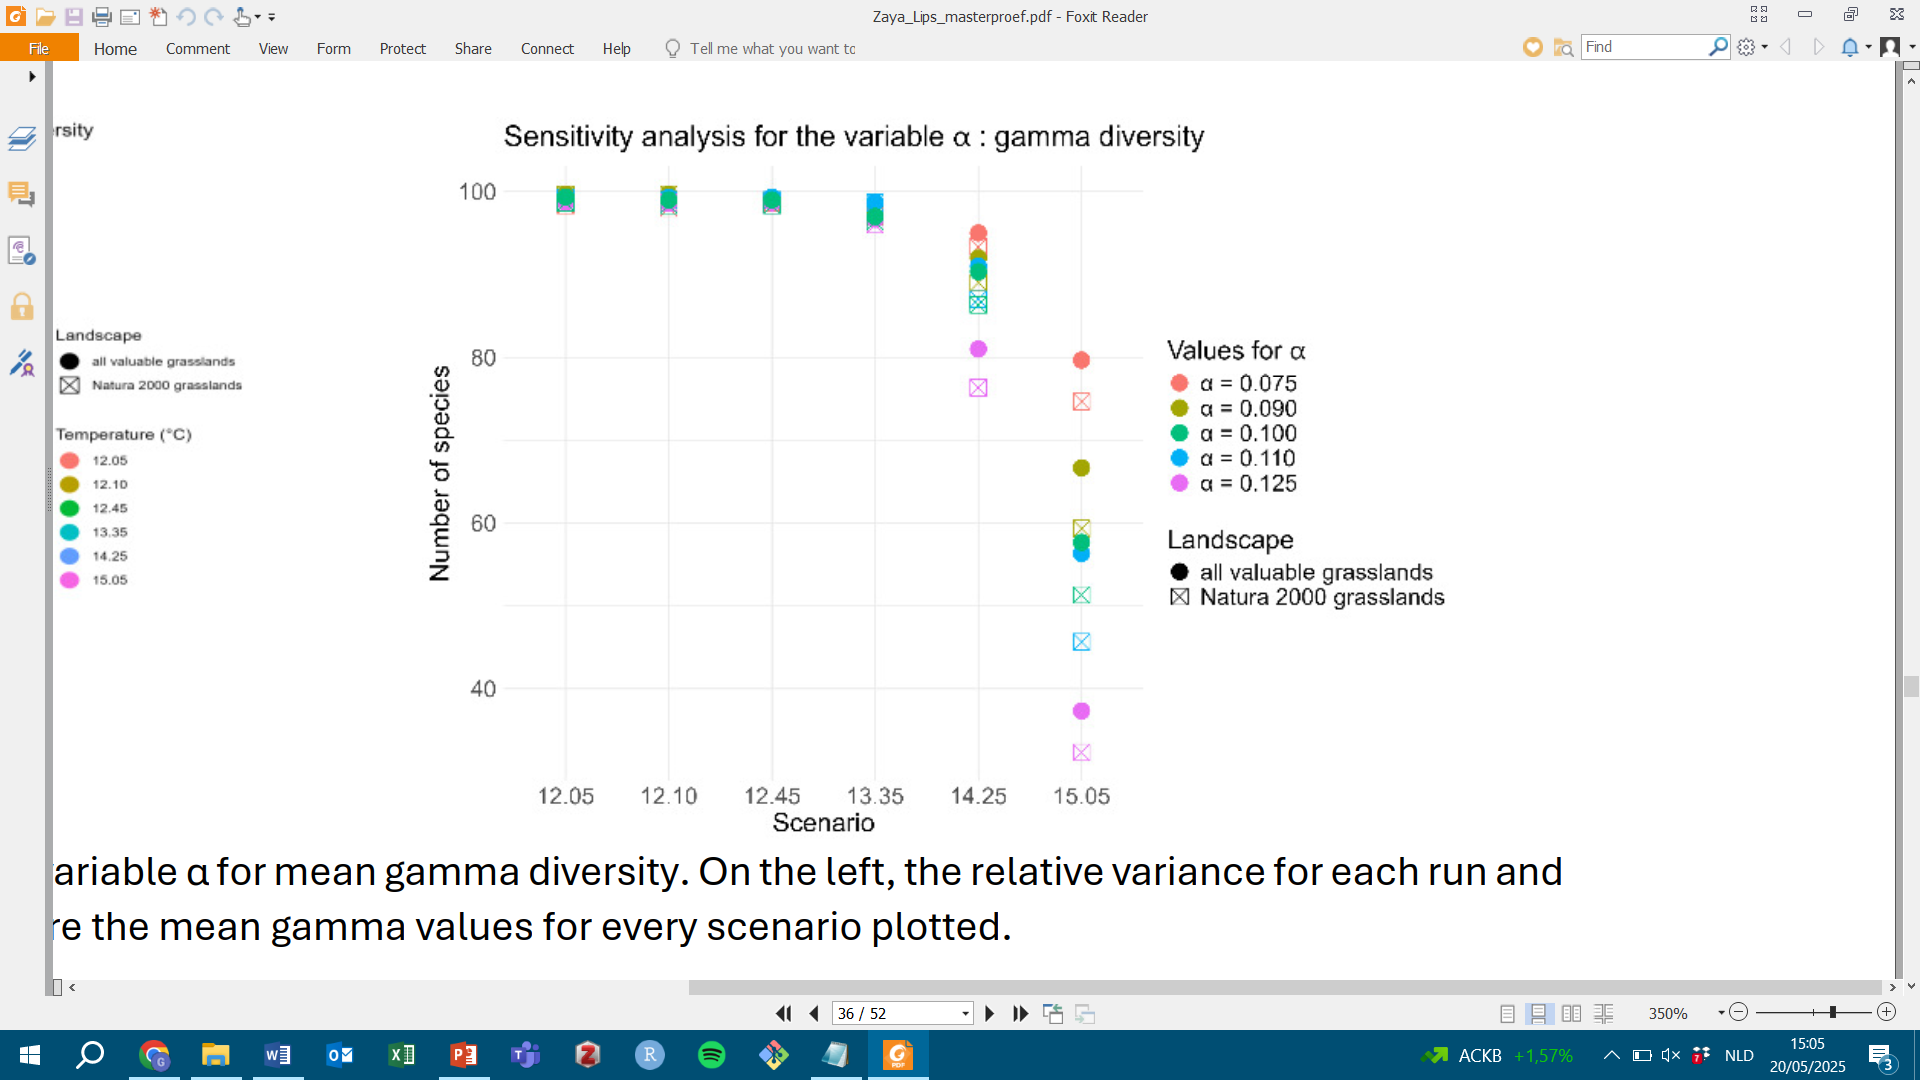 Zaya_Lips_masterproef.pdf - Foxit Reader
File Home Comment View Form Protect Share Connect Help Tell me what you want to
Find
ersity
Landscape
all valuable grasslands
Natura 2000 grasslands
Temperature (°C)
12.05
12.10
12.45
13.35
14.25
15.05
Sensitivity analysis for the variable α : gamma diversity
Number of species
100
80
60
40
12.05 12.10 12.45 13.35 14.25 15.05
Scenario
Values for α
α = 0.075
α = 0.090
α = 0.100
α = 0.110
α = 0.125
Landscape
all valuable grasslands
Natura 2000 grasslands
ariable α for mean gamma diversity. On the left, the relative variance for each run and
re the mean gamma values for every scenario plotted.
36 / 52
350%
ACKB +1,57%
NLD
15:05
20/05/2025
3